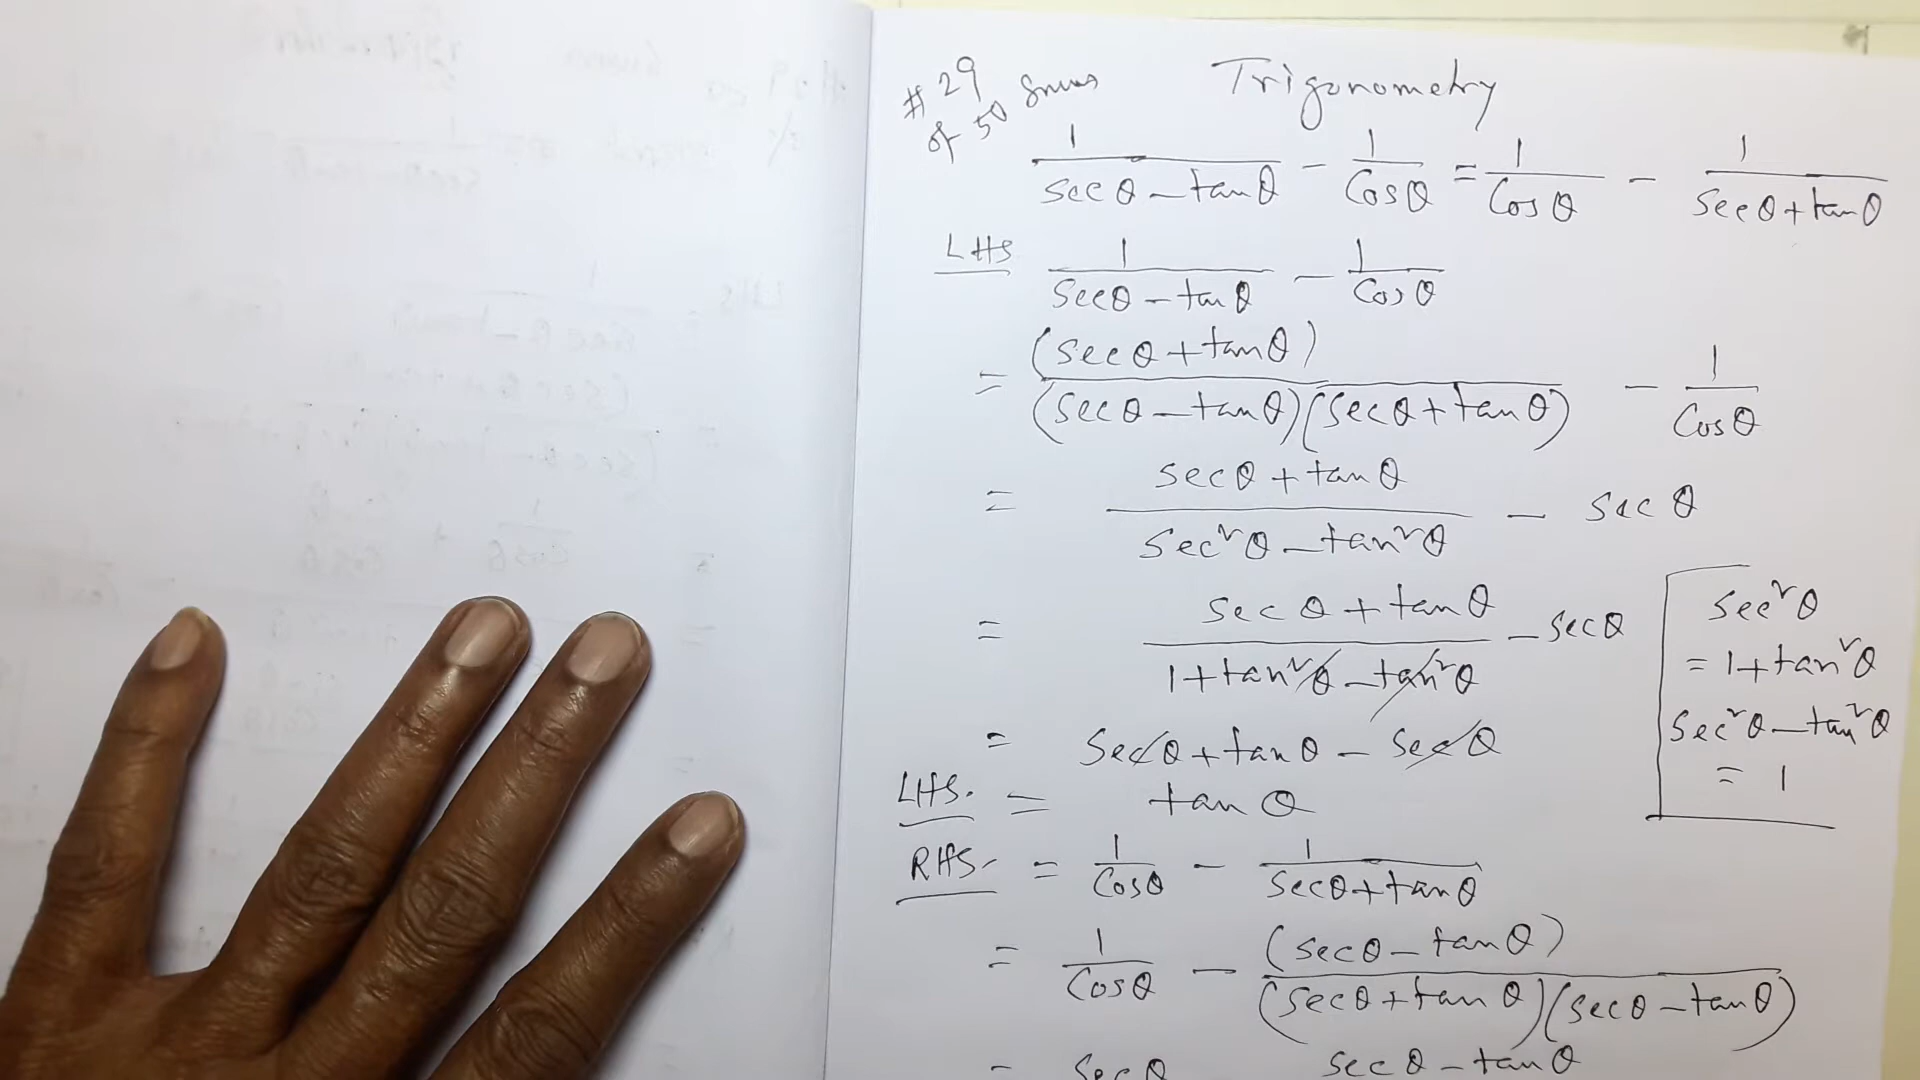 #29 Trigonometry
of 50
1/(secθ – tanθ) – 1/Cosθ = 1/Cosθ – 1/(secθ + tanθ)
LHS 1/(secθ – tanθ) – 1/Cosθ
= (secθ + tanθ)/(secθ – tanθ)(secθ + tanθ) – 1/Cosθ
= secθ + tanθ/sec²θ – tan²θ – secθ
= secθ + tanθ/1 + tan²θ – tan²θ – secθ
sec²θ
= 1 + tan²θ
sec²θ – tan²θ
= 1
= secθ + tanθ – secθ
LHS. = tanθ
RHS. = 1/Cosθ – 1/secθ + tanθ
= 1/Cosθ – (secθ – tanθ)/(secθ + tanθ)(secθ – tanθ)
secθ secθ – tanθ